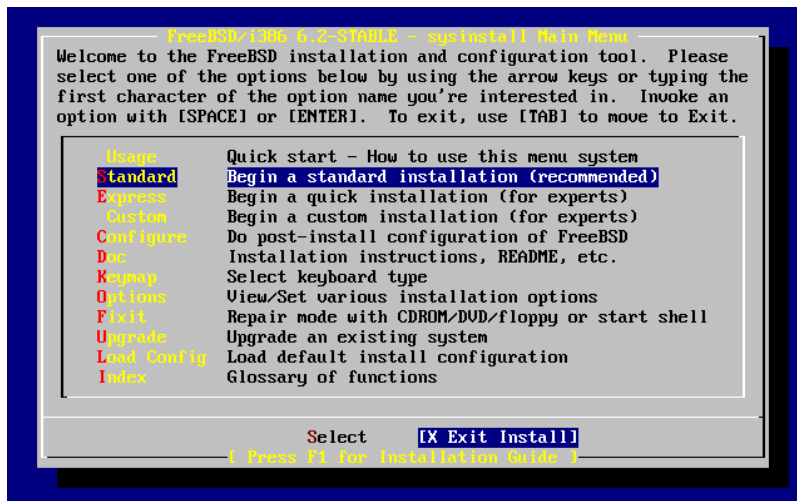 FreeBSD/i386 6.2-STABLE - sysinstall Main Menu
Welcome to the FreeBSD installation and configuration tool. Please
select one of the options below by using the arrow keys or typing the
first character of the option name you're interested in. Invoke an
option with [SPACE] or [ENTER]. To exit, use [TAB] to move to Exit.
Usage Quick start - How to use this menu system
Standard Begin a standard installation (recommended)
Express Begin a quick installation (for experts)
Custom Begin a custom installation (for experts)
Configure Do post-install configuration of FreeBSD
Doc Installation instructions, README, etc.
Keymap Select keyboard type
Options View/Set various installation options
Fixit Repair mode with CDROM/DVD/floppy or start shell
Upgrade Upgrade an existing system
Load Config Load default install configuration
Index Glossary of functions
Select [X Exit Install]
[ Press F1 for Installation Guide ]